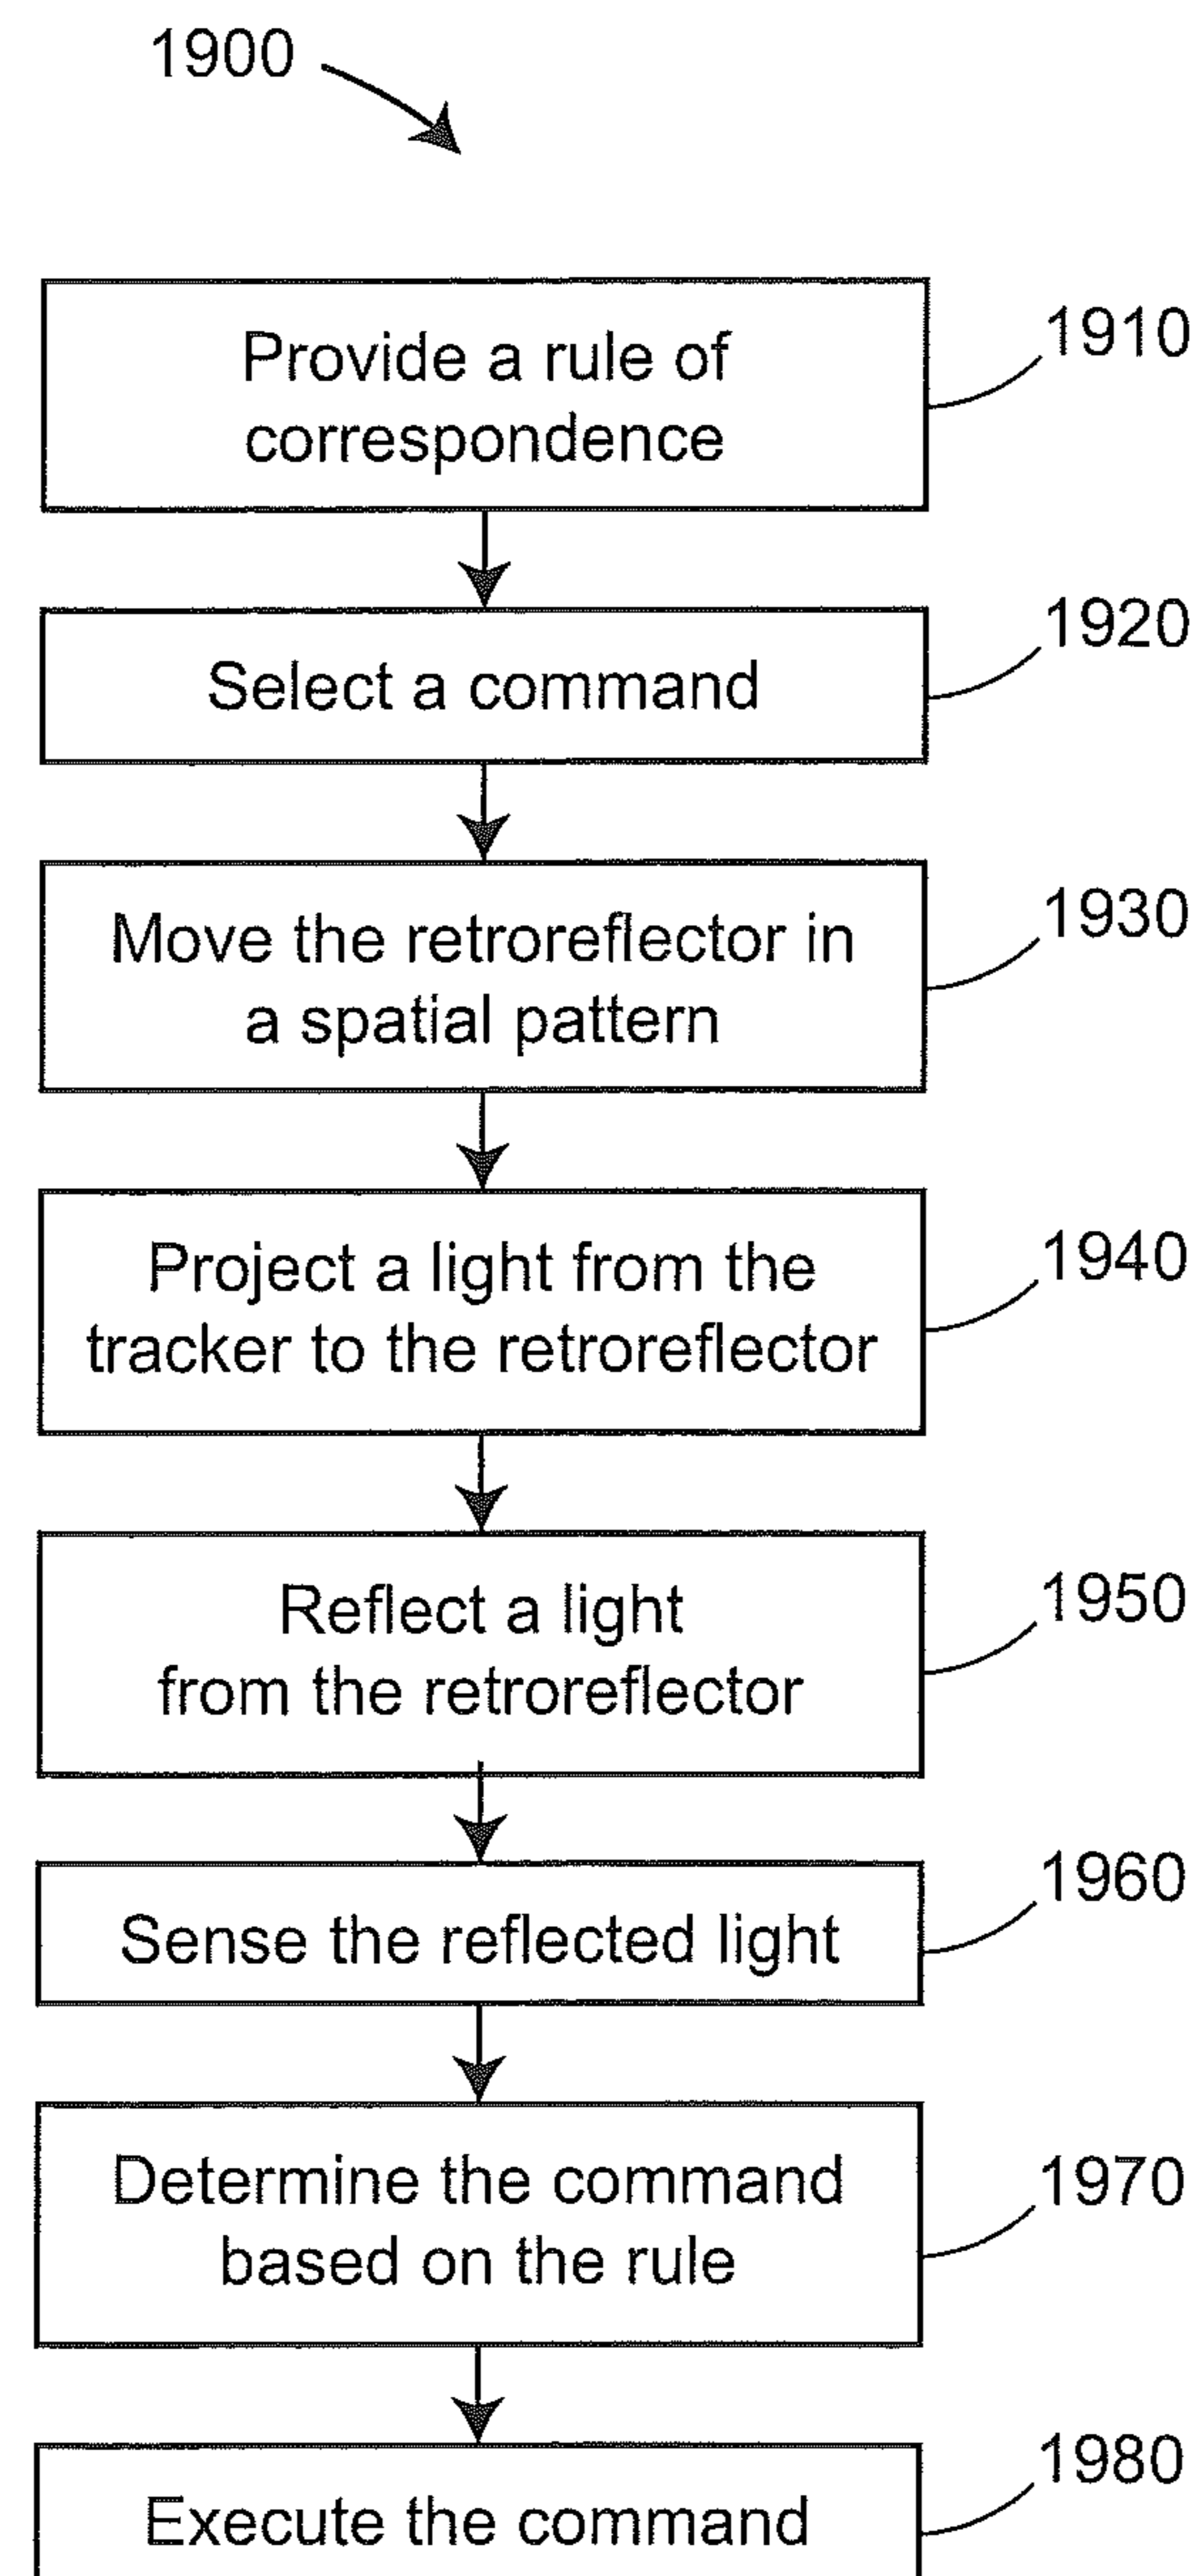 1900
Provide a rule of
correspondence
1910
Select a command
1920
Move the retroreflector in
a spatial pattern
1930
Project a light from the
tracker to the retroreflector
1940
Reflect a light
from the retroreflector
1950
Sense the reflected light
1960
Determine the command
based on the rule
1970
Execute the command
1980